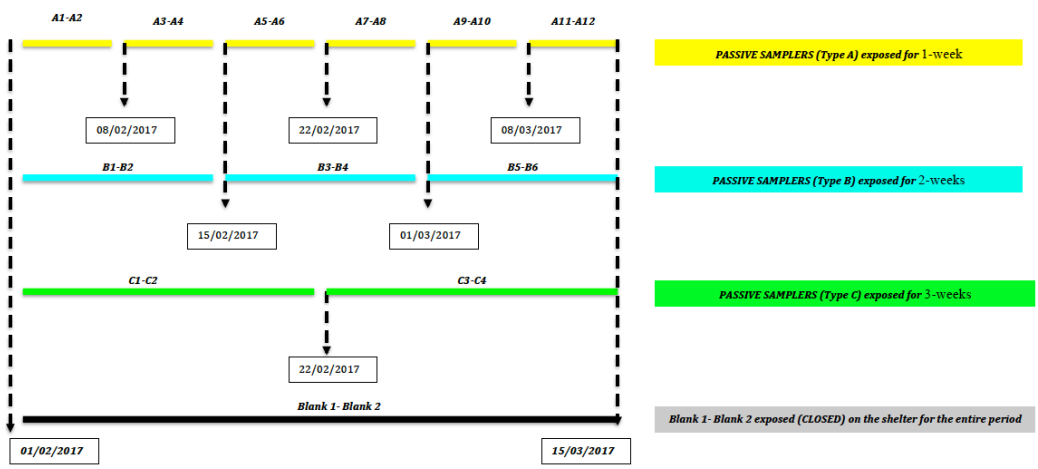 A1-A2
A3-A4
A5-A6
A7-A8
A9-A10
A11-A12
PASSIVE SAMPLERS (Type A) exposed for 1-week
08/02/2017
22/02/2017
08/03/2017
B1-B2
B3-B4
B5-B6
PASSIVE SAMPLERS (Type B) exposed for 2-weeks
15/02/2017
01/03/2017
C1-C2
C3-C4
PASSIVE SAMPLERS (Type C) exposed for 3-weeks
22/02/2017
Blank 1- Blank 2
Blank 1- Blank 2 exposed (CLOSED) on the shelter for the entire period
01/02/2017
15/03/2017